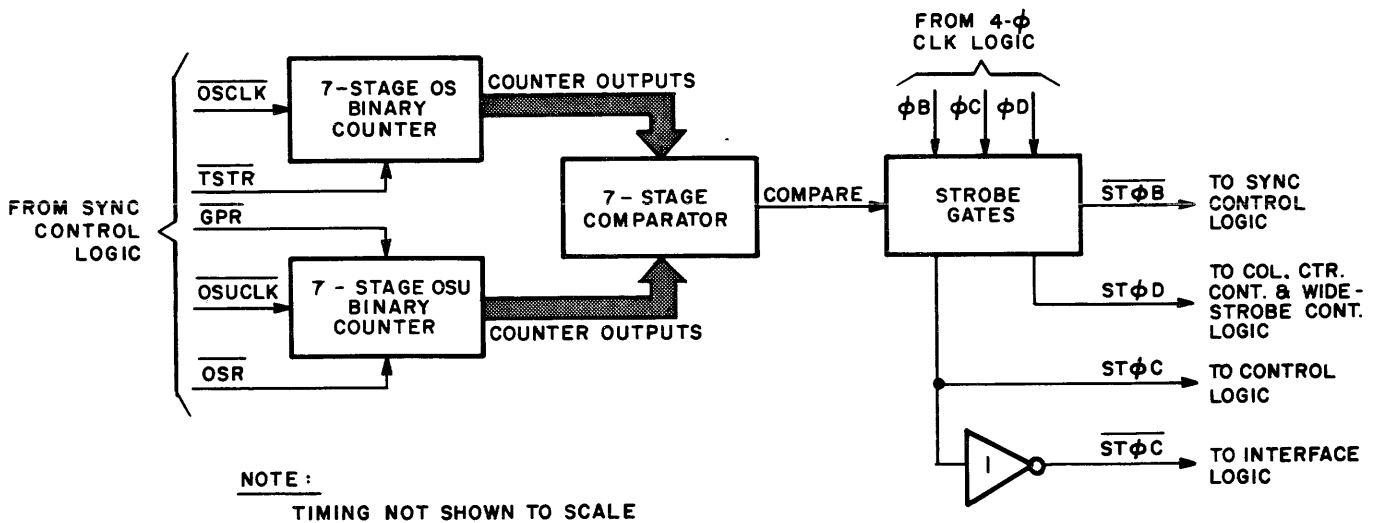 FROM 4-ϕ
CLK LOGIC
ϕB ϕC ϕD
FROM SYNC
CONTROL
LOGIC
OSCLK
TSTR
GPR
OSUCLK
OSR
7-STAGE OS
BINARY
COUNTER
COUNTER OUTPUTS
7 - STAGE OSU
BINARY
COUNTER
COUNTER OUTPUTS
7 - STAGE
COMPARATOR
COMPARE
STROBE
GATES
STϕB
TO SYNC
CONTROL
LOGIC
STϕD
TO COL. CTR.
CONT. & WIDE-
STROBE CONT.
LOGIC
STϕC
TO CONTROL
LOGIC
I
STϕC
TO INTERFACE
LOGIC
NOTE :
TIMING NOT SHOWN TO SCALE